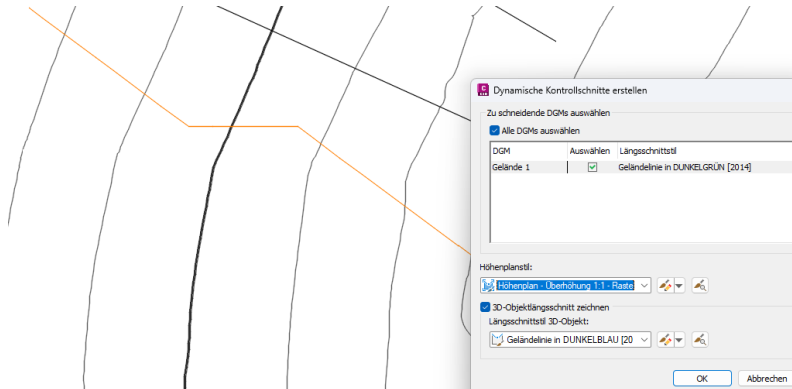 Dynamische Kontrollschnitte erstellen
Zu schneidende DGMs auswählen
Alle DGMs auswählen
DGM Auswählen Längsschnittstil
Gelände 1 Geländelinie in DUNKELGRÜN [2014]
Höhenplanstil:
Höhenplan - Überhöhung 1:1 - Raste
3D-Objektlängsschnitt zeichnen
Längsschnittstil 3D-Objekt:
Geländelinie in DUNKELBLAU [20
OK Abbrechen